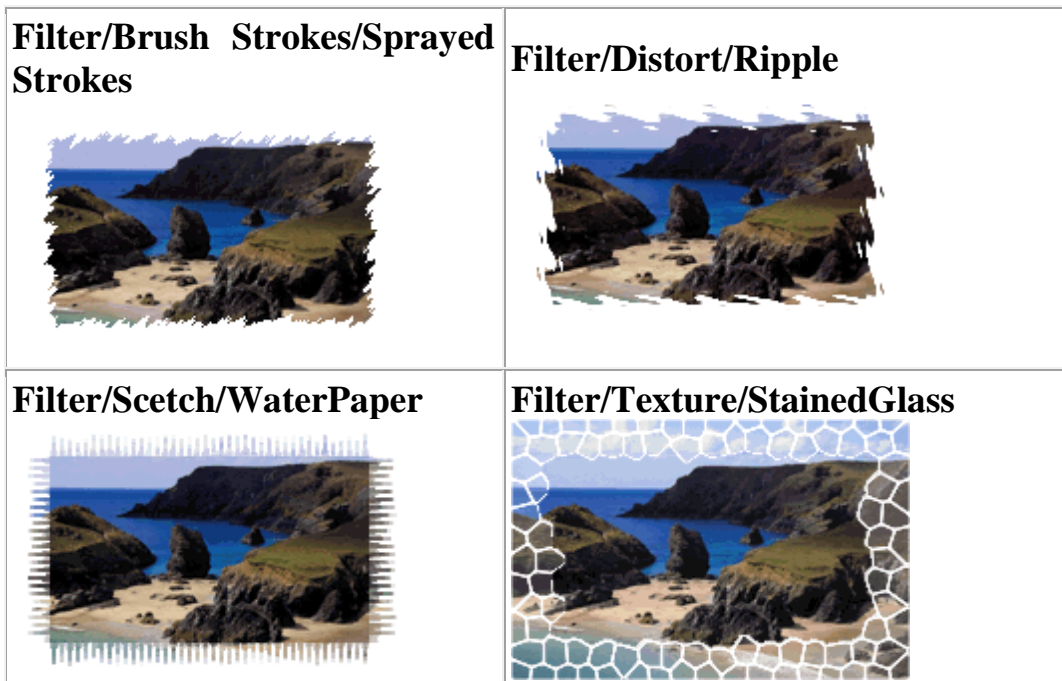 Filter/Brush Strokes/Sprayed
Strokes
Filter/Distort/Ripple
Filter/Scetch/WaterPaper
Filter/Texture/StainedGlass